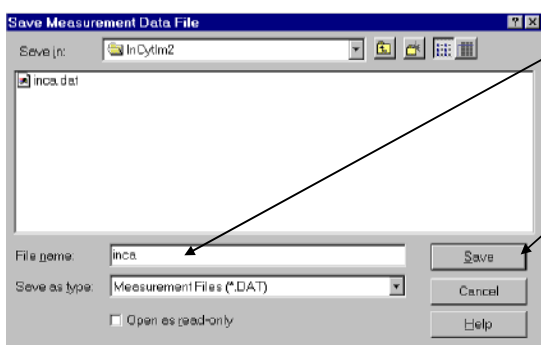 Save Measurement Data File
Save in: InCytIm2
inca.dat
File name: inca
Save
Save as type: Measurement Files (*.DAT)
Cancel
Open as read-only
Help